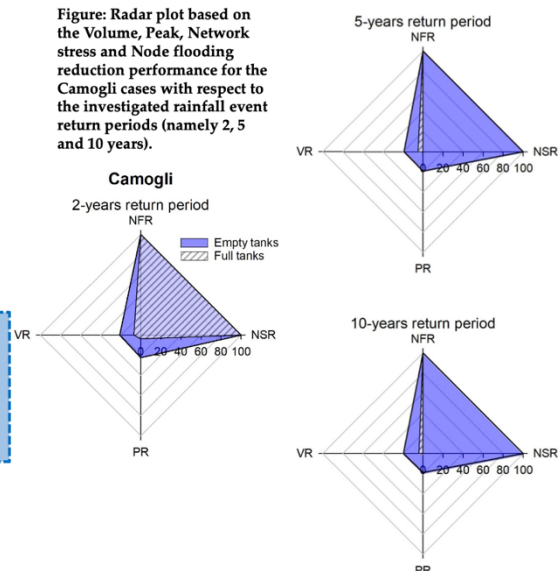 Figure: Radar plot based on
the Volume, Peak, Network
stress and Node flooding
reduction performance for the
Camogli cases with respect to
the investigated rainfall event
return periods (namely 2, 5
and 10 years).
Camogli
2-years return period
NFR
Empty tanks
Full tanks
VR
NSR
0 20 40 60 80 100
PR
5-years return period
NFR
VR
NSR
0 20 40 60 80 100
PR
10-years return period
NFR
VR
NSR
0 20 40 60 80 100
PR